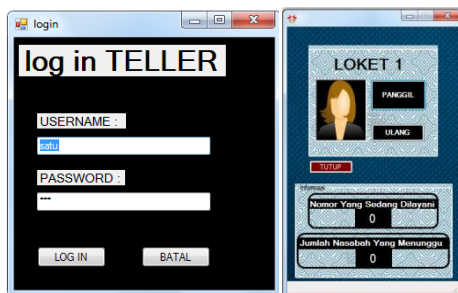 login
log in TELLER
USERNAME :
satu
PASSWORD :
***
LOG IN
BATAL
LOKET 1
PANGGIL
ULANG
TUTUP
Informasi
Nomor Yang Sedang Dilayani
0
Jumlah Nasabah Yang Menunggu
0